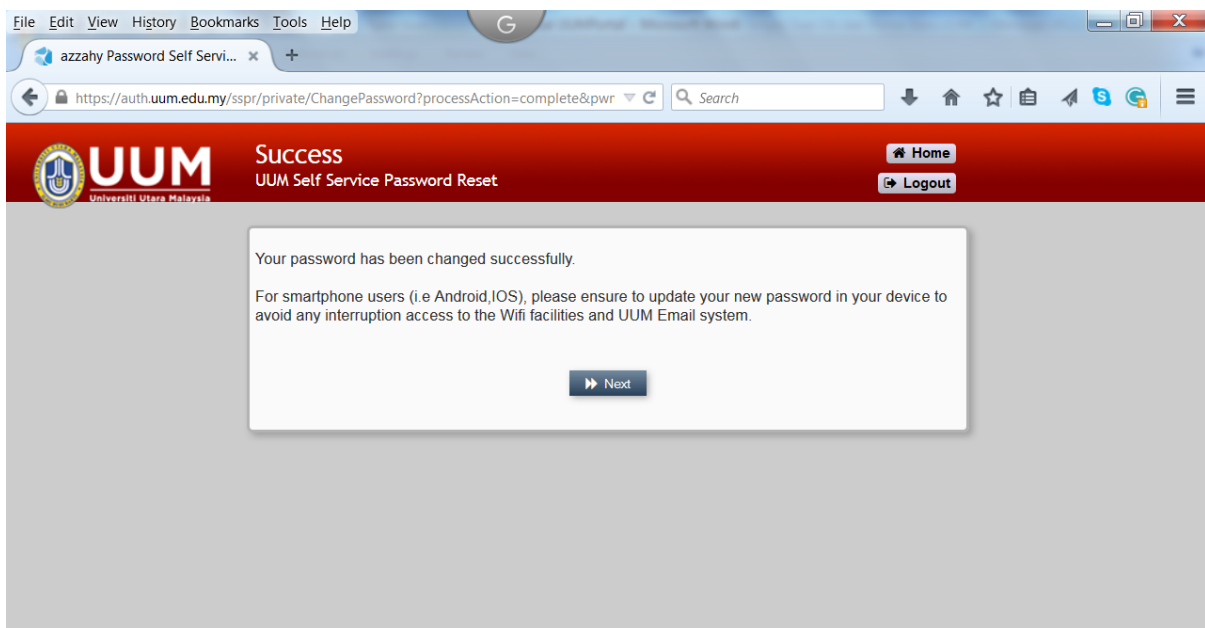 File Edit View History Bookmarks Tools Help
G
azzahy Password Self Servi...
https://auth.uum.edu.my/sspr/private/ChangePassword?processAction=complete&pwr
Search
UUM
Universiti Utara Malaysia
Success
UUM Self Service Password Reset
Home
Logout
Your password has been changed successfully.
For smartphone users (i.e Android,IOS), please ensure to update your new password in your device to
avoid any interruption access to the Wifi facilities and UUM Email system.
Next